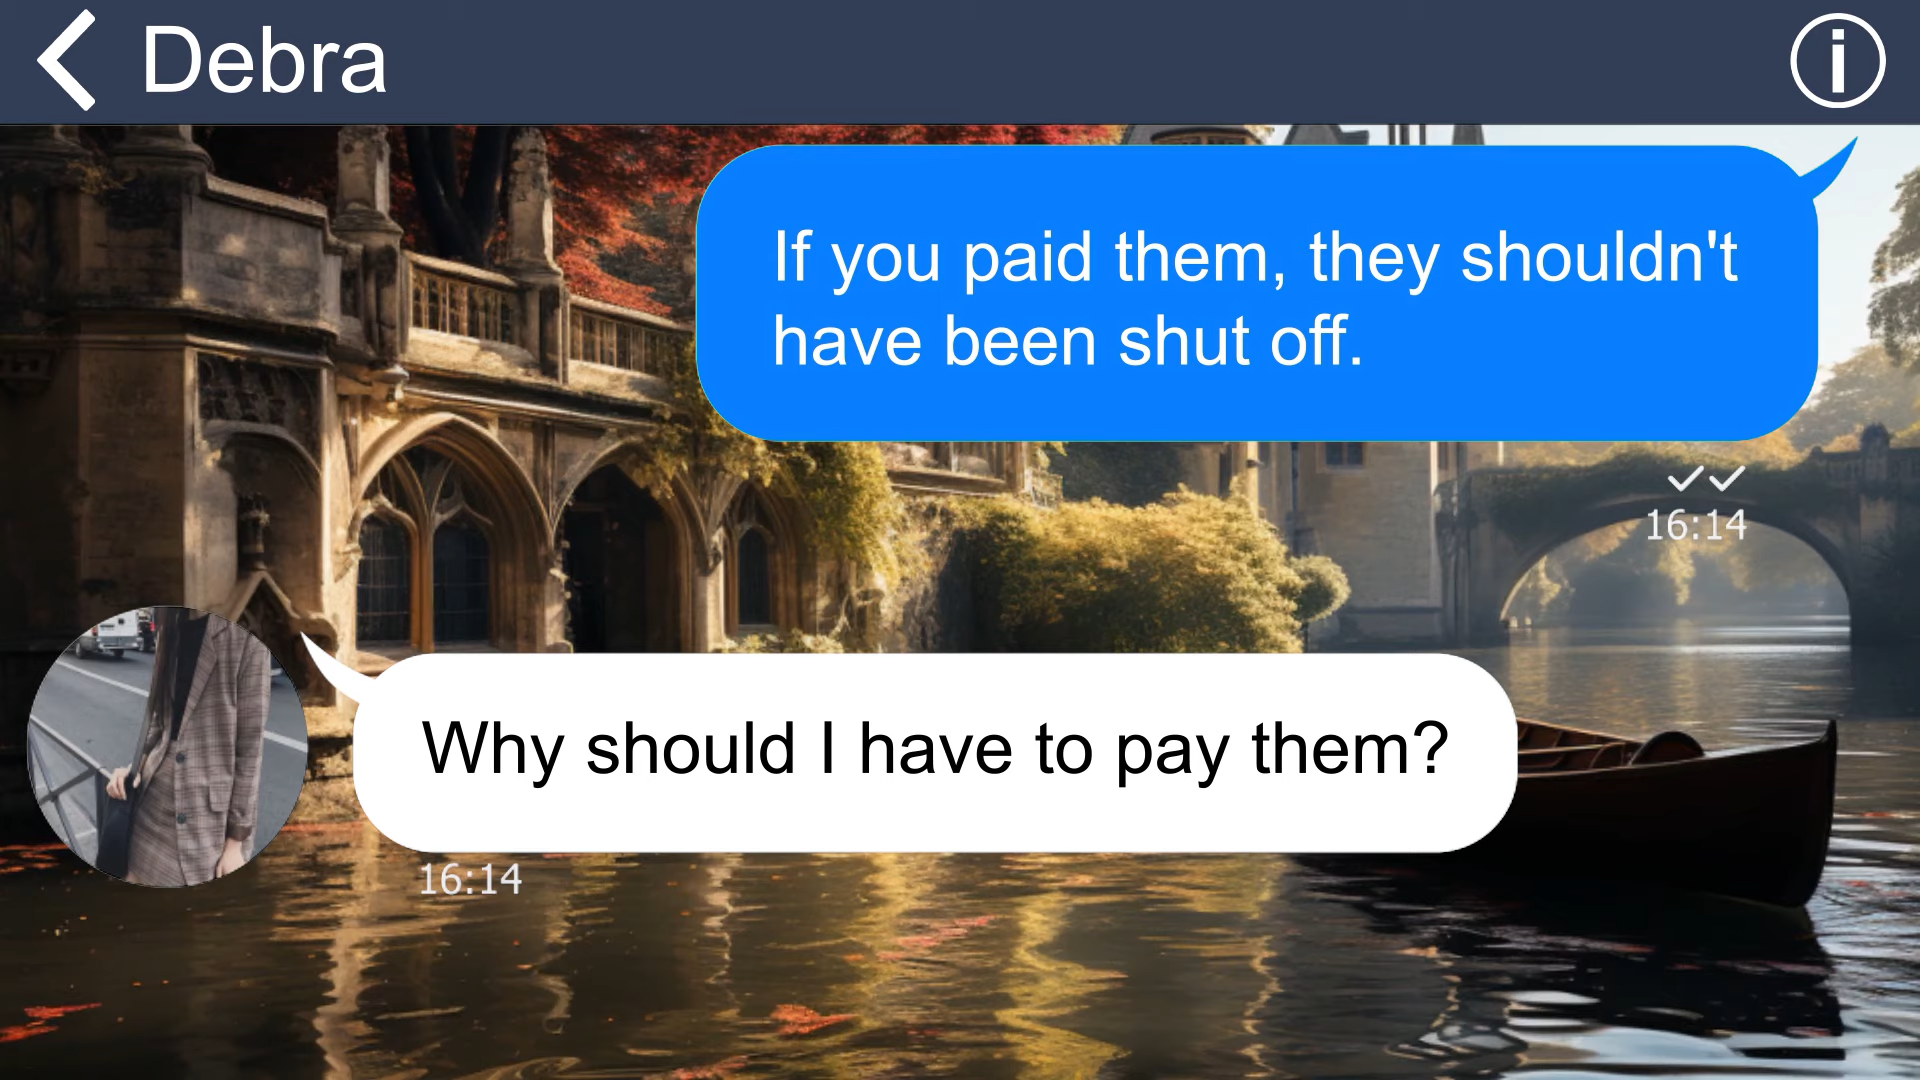 Debra
If you paid them, they shouldn't
have been shut off.
16:14
Why should I have to pay them?
16:14